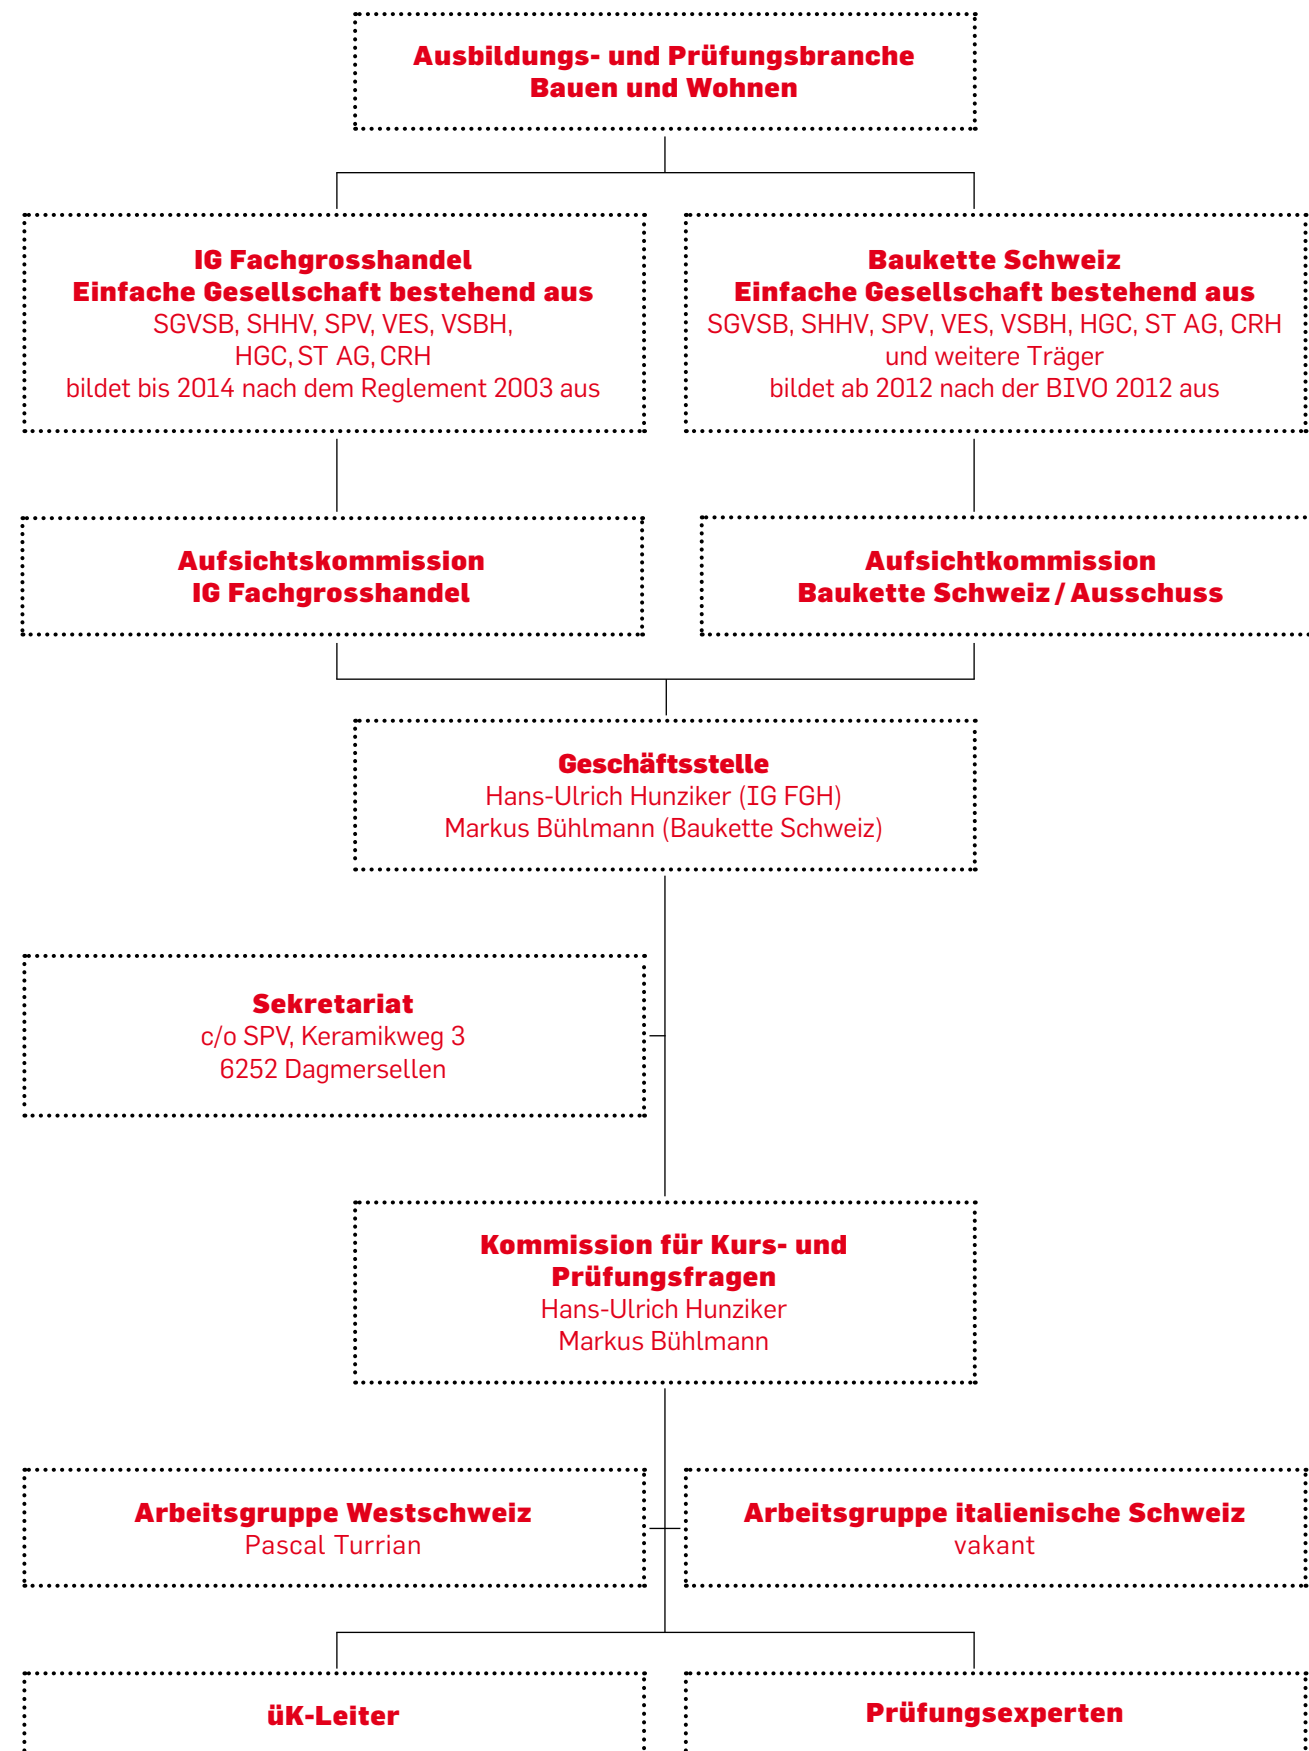 Ausbildungs- und Prüfungsbranche
Bauen und Wohnen
IG Fachgrosshandel
Einfache Gesellschaft bestehend aus
SGVSB, SHHV, SPV, VES, VSBH,
HGC, ST AG, CRH
bildet bis 2014 nach dem Reglement 2003 aus
Baukette Schweiz
Einfache Gesellschaft bestehend aus
SGVSB, SHHV, SPV, VES, VSBH, HGC, ST AG, CRH
und weitere Träger
bildet ab 2012 nach der BIVO 2012 aus
Aufsichtskommission
IG Fachgrosshandel
Aufsichtkommission
Baukette Schweiz / Ausschuss
Geschäftsstelle
Hans-Ulrich Hunziker (IG FGH)
Markus Bühlmann (Baukette Schweiz)
Sekretariat
c/o SPV, Keramikweg 3
6252 Dagmersellen
Kommission für Kurs- und
Prüfungsfragen
Hans-Ulrich Hunziker
Markus Bühlmann
Arbeitsgruppe Westschweiz
Pascal Turrian
Arbeitsgruppe italienische Schweiz
vakant
üK-Leiter
Prüfungsexperten